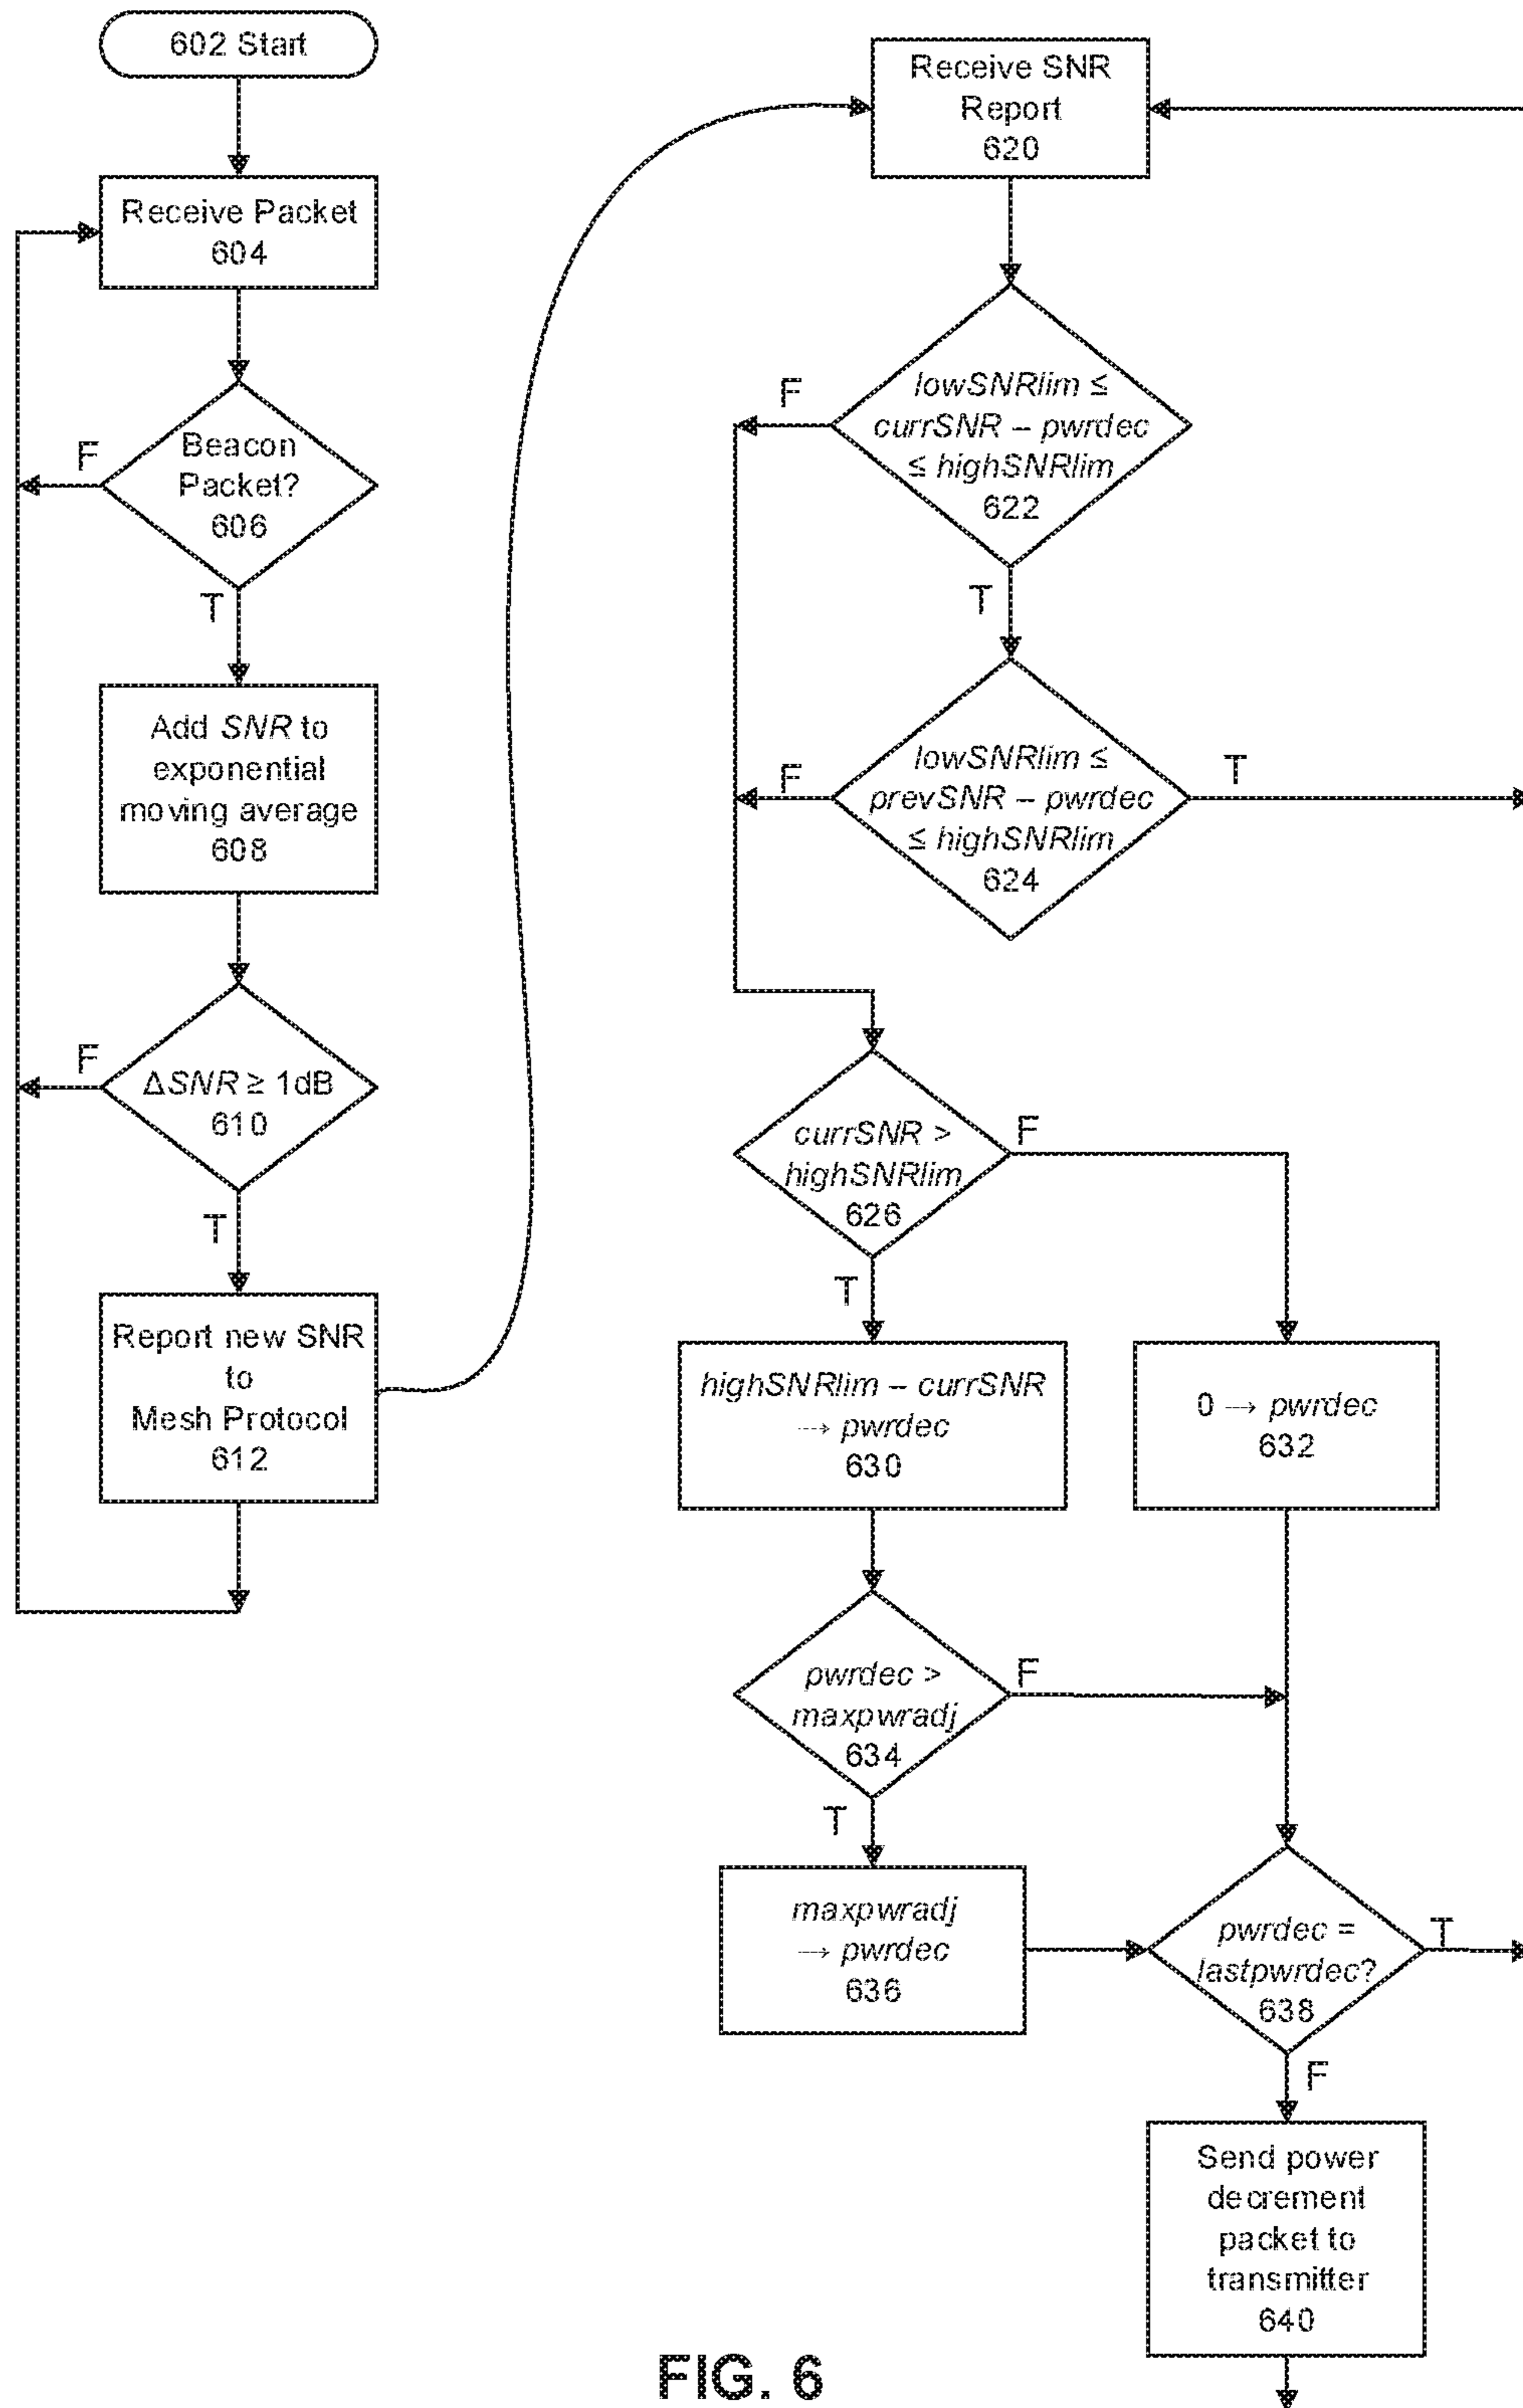 602 Start
Receive Packet
604
F
Beacon
Packet?
606
T
Add SNR to
exponential
moving average
608
F
ΔSNR ≥ 1dB
610
T
Report new SNR
to
Mesh Protocol
612
Receive SNR
Report
620
F
lowSNRlim ≤
currSNR – pwrdec
≤ highSNRlim
622
T
F
lowSNRlim ≤
prevSNR – pwrdec
≤ highSNRlim
624
T
currSNR >
highSNRlim
626
F
T
highSNRlim – currSNR
→ pwrdec
630
0 → pwrdec
632
pwrdec >
maxpwradj
634
F
T
maxpwradj
→ pwrdec
636
pwrdec =
lastpwrdec?
638
T
F
Send power
decrement
packet to
transmitter
640
FIG. 6